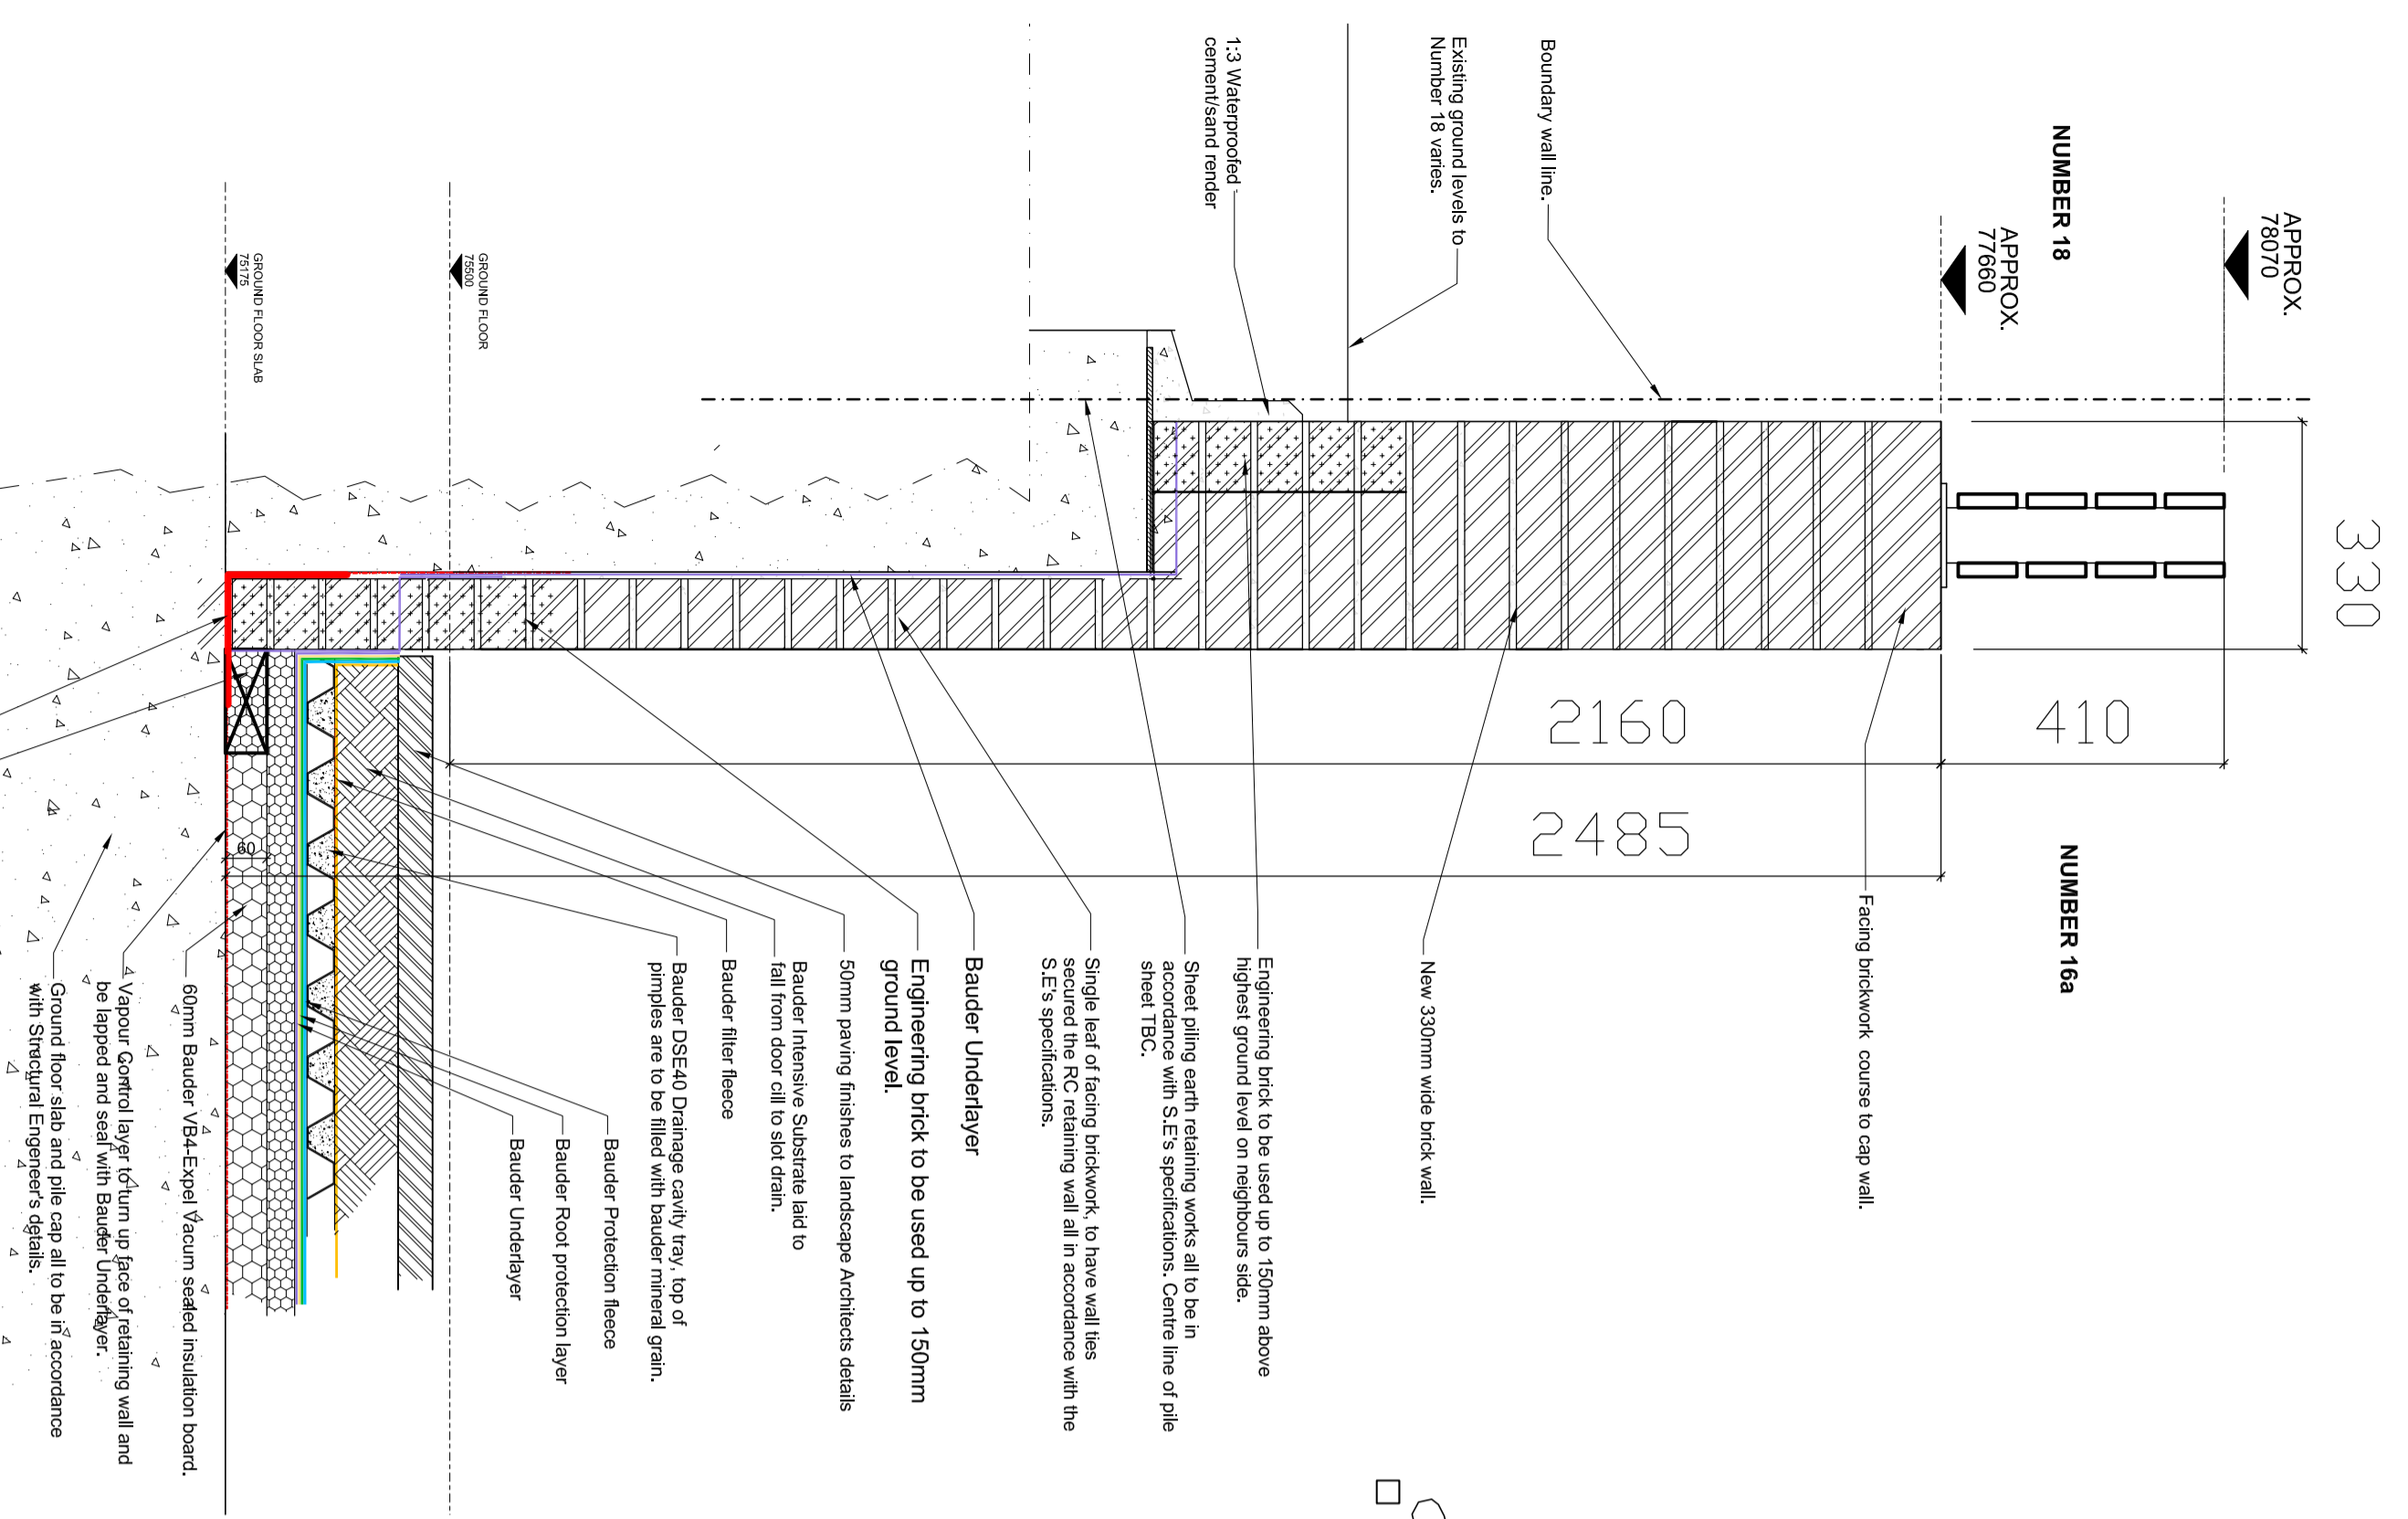 APPROX.
78070
330
NUMBER 18
APPROX.
77660
410
NUMBER 16a
Boundary wall line.
Existing ground levels to
Number 18 varies.
1:3 Waterproofed
cement/sand render
2160
2485
Facing brickwork course to cap wall.
New 330mm wide brick wall.
Engineering brick to be used up to 150mm above
highest ground level on neighbours side.
Sheet piling earth retaining works all to be in
accordance with S.E's specifications. Centre line of pile
sheet TBC.
Single leaf of facing brickwork, to have wall ties
secured the RC retaining wall all in accordance with the
S.E's specifications.
Bauder Underlayer
Engineering brick to be used up to 150mm
ground level.
50mm paving finishes to landscape Architects details
Bauder Intensive Substrate laid to
fall from door cill to slot drain.
Bauder filter fleece
Bauder DSE40 Drainage cavity tray, top of
pimples are to be filled with bauder mineral grain.
Bauder Protection fleece
Bauder Root protection layer
Bauder Underlayer
GROUND FLOOR
75500
GROUND FLOOR SLAB
75175
60
60mm Bauder VB4-Expel Vacum sealed insulation board.
Vapour Control layer to turn up face of retaining wall and
be lapped and seal with Bauder Underlayer.
Ground floor slab and pile cap all to be in accordance
with Structural Engeneer's details.